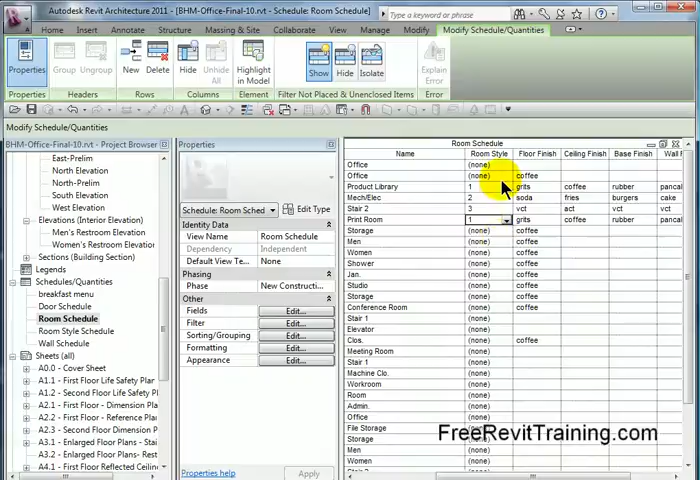 Autodesk Revit Architecture 2011 - [BHM-Office-Final-10.rvt - Schedule: Room Schedule]
Type a keyword or phrase
Home Insert Annotate Structure Massing & Site Collaborate View Manage Modify Modify Schedule/Quantities
Properties Group Ungroup New Delete Hide Unhide All Highlight in Model Show Hide Isolate Explain Error
Properties Headers Rows Columns Element Filter Not Placed & Unenclosed Items Error
Modify Schedule/Quantities
BHM-Office-Final-10.rvt - Project Browser
East-Prelim
North Elevation
North Elevation
South Elevation
West Elevation
Elevations (Interior Elevation)
Men's Restroom Elevation
Women's Restroom Elevation
Sections (Building Section)
Legends
Schedules/Quantities
breakfast menu
Door Schedule
Room Schedule
Room Style Schedule
Wall Schedule
Sheets (all)
A0.0 - Cover Sheet
A1.1 - First Floor Life Safety Plan
A1.2 - Second Floor Life Safety Plan
A2.1 - First Floor - Dimension Plan
A2.2 - First Floor - Reference Plan
A2.3 - Second Floor Dimension
A3.1 - Enlarged Floor Plans - Stairs
A3.2 - Enlarged Floor Plans - Rest
A4.1 - First Floor Reflected Ceiling
Properties
Schedule: Room Sched Edit Type
Identity Data
View Name Room Schedule
Dependency Independent
Default View Te... None
Phasing
Phase New Constructi...
Other
Fields Edit...
Filter Edit...
Sorting/Grouping Edit...
Formatting Edit...
Appearance Edit...
Properties help Apply
Room Schedule
Name Room Style Floor Finish Ceiling Finish Base Finish Wall F
Office (none)
Office (none) coffee
Product Library 1 grits coffee rubber pancal
Mech/Elec 2 soda fries burgers cake
Stair 2 3 vct act vct vct
Print Room 1 grits coffee rubber pancal
Storage (none) coffee
Men (none) coffee
Women (none) coffee
Shower (none) coffee
Jan. (none) coffee
Studio (none) coffee
Storage (none) coffee
Conference Room (none) coffee
Stair 1 (none)
Elevator (none)
Clos. (none) coffee
Meeting Room (none)
Stair 1 (none)
Machine Clo. (none)
Workroom (none)
Room (none)
Admin. (none)
Office (none)
File Storage (none)
Storage (none)
Men (none)
Women (none)
FreeRevitTraining.com